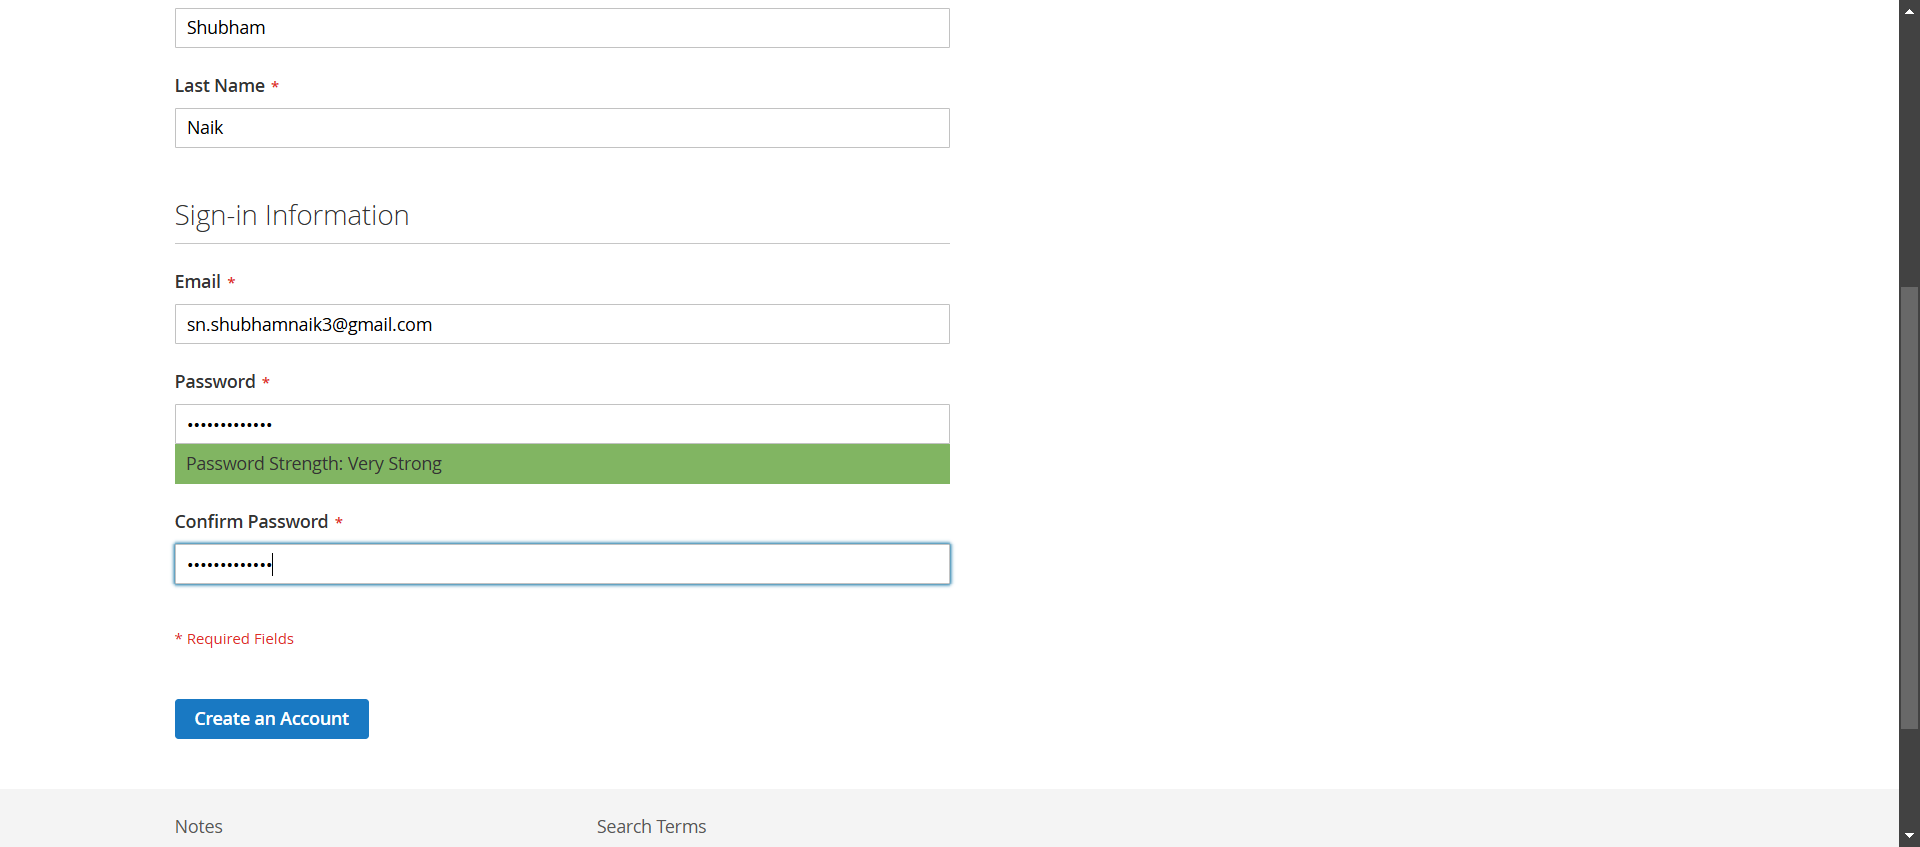 Shubham
Last Name *
Naik
Sign-in Information
Email *
sn.shubhamnaik3@gmail.com
Password *
•••••••••••••
Password Strength: Very Strong
Confirm Password *
•••••••••••••
* Required Fields
Create an Account
Notes
Search Terms